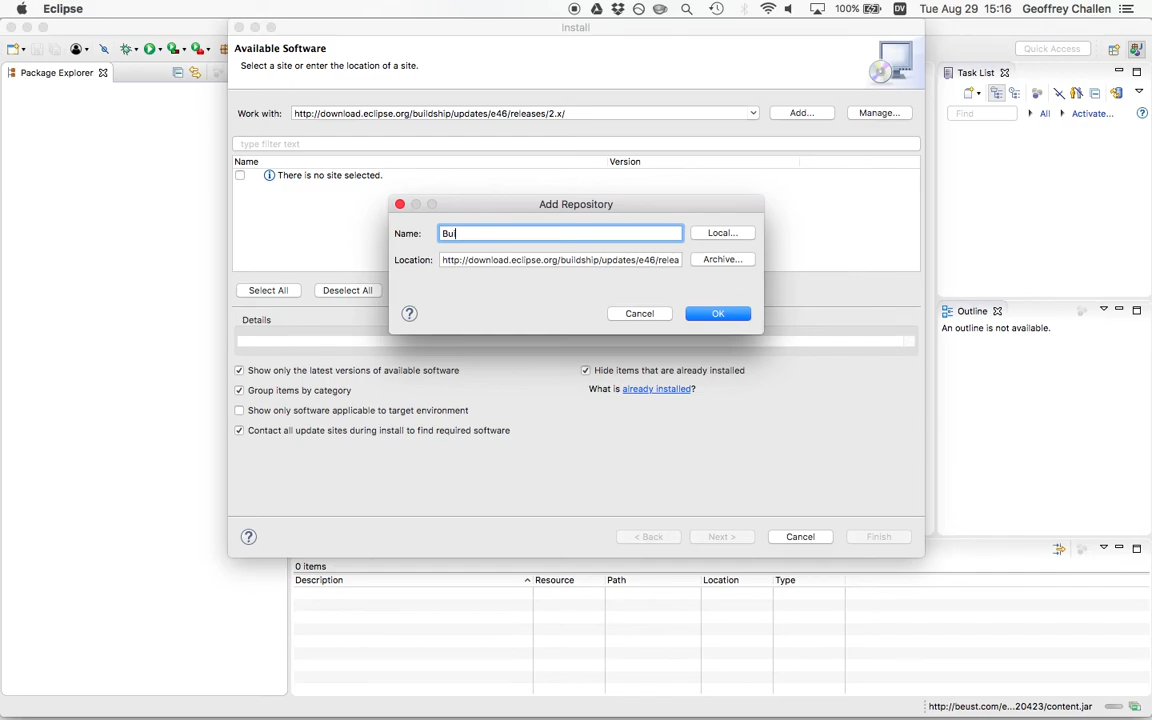 Eclipse
100%
DV
Tue Aug 29 15:16
Geoffrey Challen
Install
Quick Access
Package Explorer
Available Software
Select a site or enter the location of a site.
Work with:
http://download.eclipse.org/buildship/updates/e46/releases/2.x/
Add...
Manage...
type filter text
Name
Version
There is no site selected.
Add Repository
Name:
Bui
Local...
Location:
http://download.eclipse.org/buildship/updates/e46/relea
Archive...
?
Cancel
OK
Select All
Deselect All
Details
Show only the latest versions of available software
Hide items that are already installed
Group items by category
What is already installed?
Show only software applicable to target environment
Contact all update sites during install to find required software
?
< Back
Next >
Cancel
Finish
Task List
Find
All
Activate...
?
Outline
An outline is not available.
0 items
Description
Resource
Path
Location
Type
http://beust.com/e...20423/content.jar